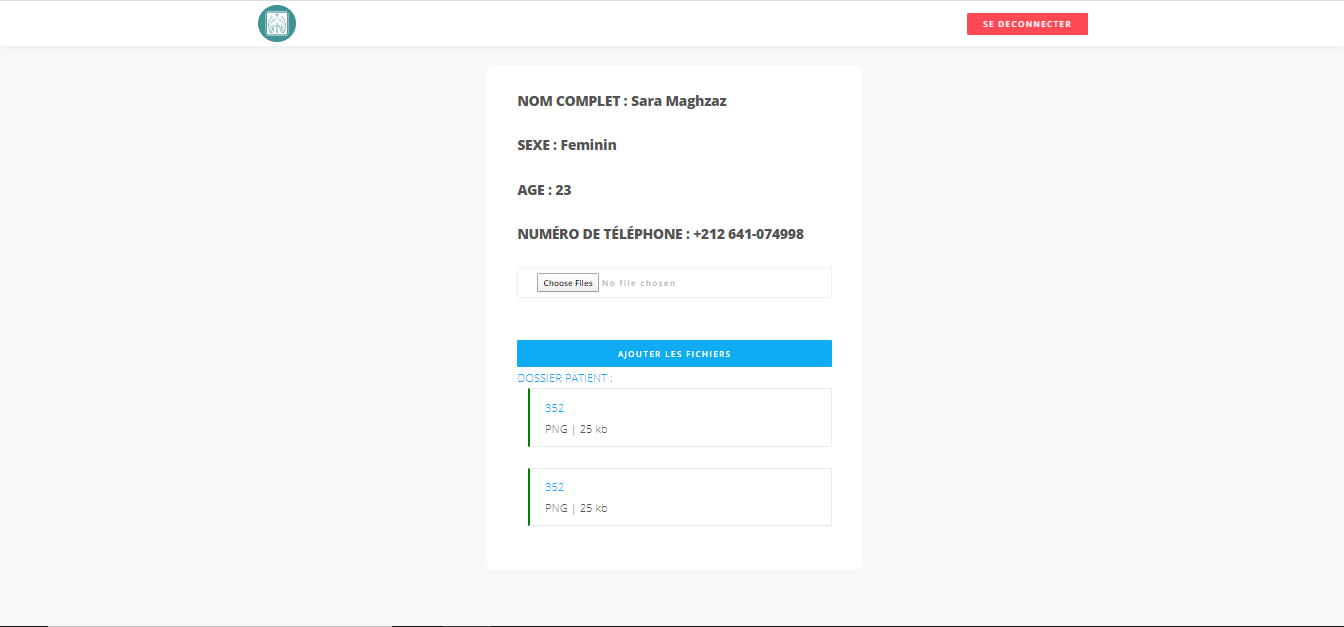 SE DECONNECTER
NOM COMPLET : Sara Maghzaz
SEXE : Feminin
AGE : 23
NUMÉRO DE TÉLÉPHONE : +212 641-074998
Choose Files No file chosen
AJOUTER LES FICHIERS
DOSSIER PATIENT :
352
PNG | 25 kb
352
PNG | 25 kb